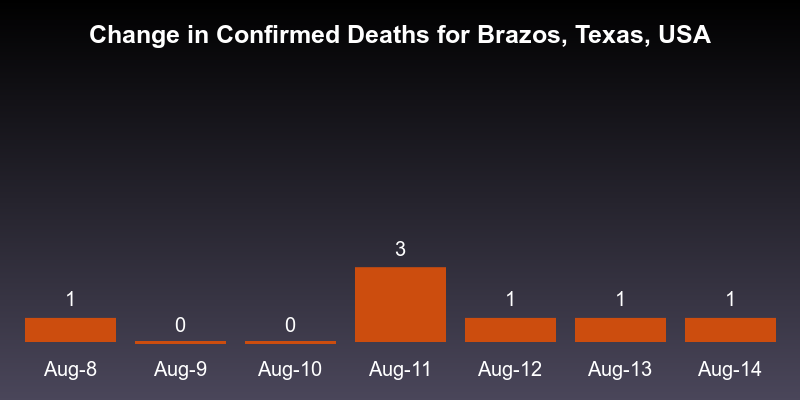 Change in Confirmed Deaths for Brazos, Texas, USA
3
1 0 0 1 1 1
Aug-8 Aug-9 Aug-10 Aug-11 Aug-12 Aug-13 Aug-14